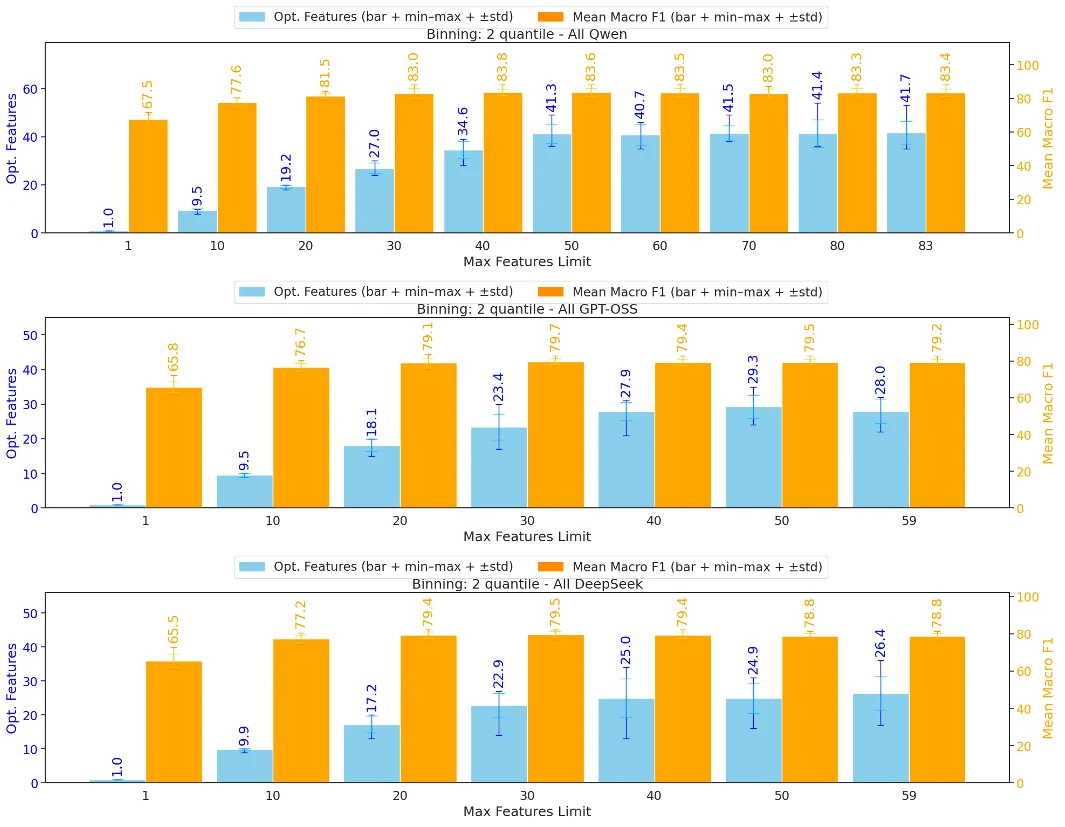 Opt. Features (bar + min–max + ±std) Mean Macro F1 (bar + min–max + ±std)
Binning: 2 quantile - All Qwen
Opt. Features
0 20 40 60
1.0 67.5 9.5 77.6 19.2 81.5 27.0 83.0 34.6 83.8 41.3 83.6 40.7 83.5 41.5 83.0 41.4 83.3 41.7 83.4
0 20 40 60 80 100
Mean Macro F1
1 10 20 30 40 50 60 70 80 83
Max Features Limit
Opt. Features (bar + min–max + ±std) Mean Macro F1 (bar + min–max + ±std)
Binning: 2 quantile - All GPT-OSS
Opt. Features
0 10 20 30 40 50
1.0 65.8 9.5 76.7 18.1 79.1 23.4 79.7 27.9 79.4 29.3 79.5 28.0 79.2
0 20 40 60 80 100
Mean Macro F1
1 10 20 30 40 50 59
Max Features Limit
Opt. Features (bar + min–max + ±std) Mean Macro F1 (bar + min–max + ±std)
Binning: 2 quantile - All DeepSeek
Opt. Features
0 10 20 30 40 50
1.0 65.5 9.9 77.2 17.2 79.4 22.9 79.5 25.0 79.4 24.9 78.8 26.4 78.8
0 20 40 60 80 100
Mean Macro F1
1 10 20 30 40 50 59
Max Features Limit